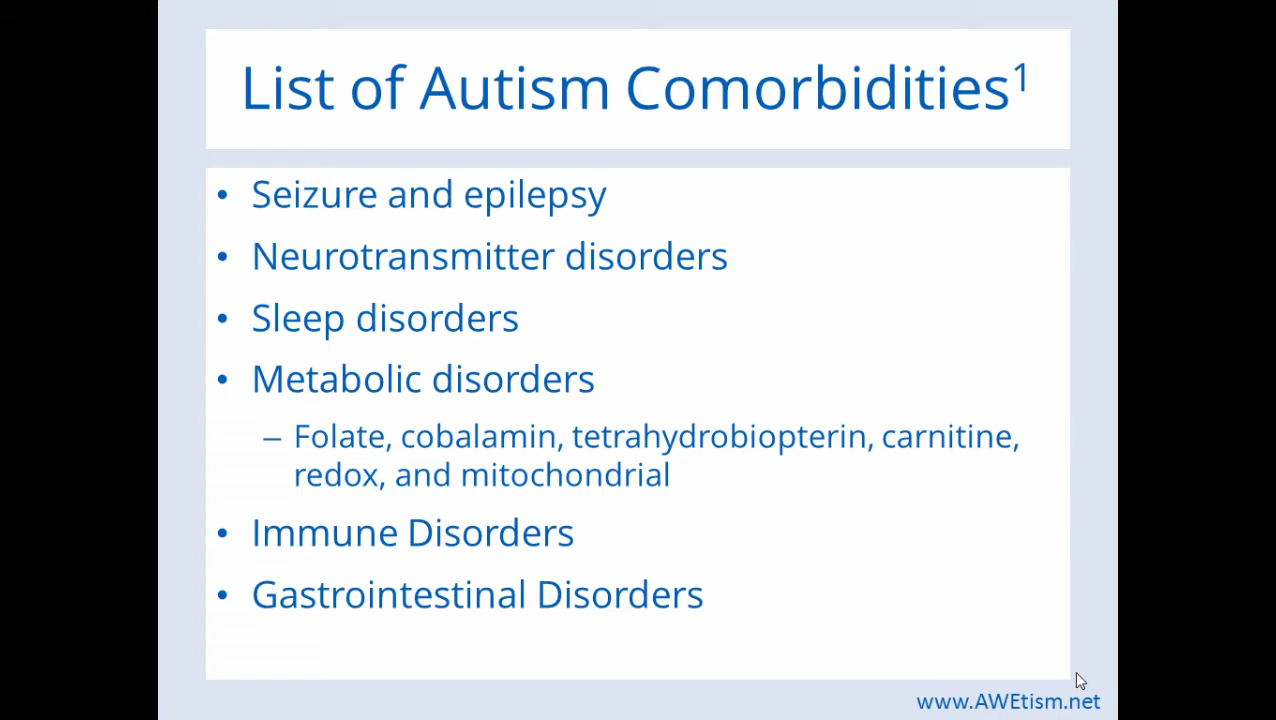 List of Autism Comorbidities¹
• Seizure and epilepsy
• Neurotransmitter disorders
• Sleep disorders
• Metabolic disorders
– Folate, cobalamin, tetrahydrobiopterin, carnitine,
redox, and mitochondrial
• Immune Disorders
• Gastrointestinal Disorders
www.AWEtism.net